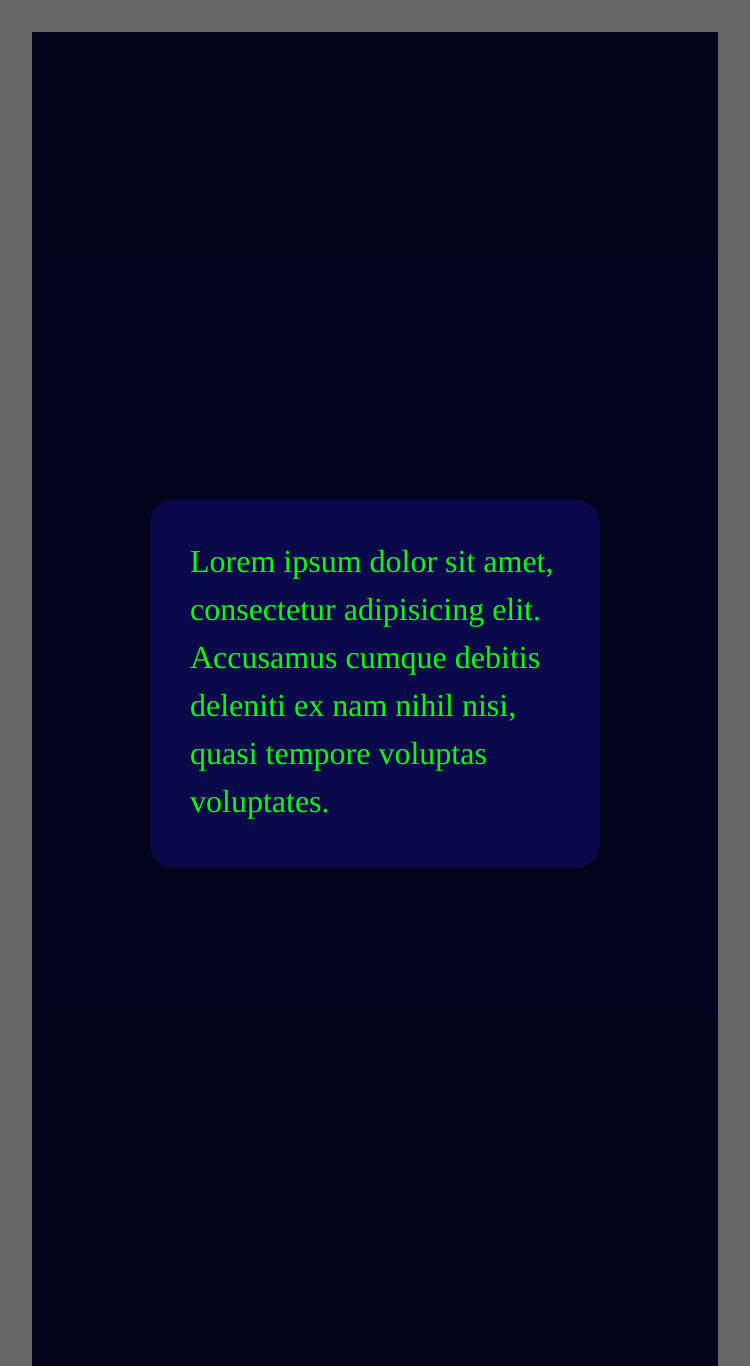 Lorem ipsum dolor sit amet,
consectetur adipisicing elit.
Accusamus cumque debitis
deleniti ex nam nihil nisi,
quasi tempore voluptas
voluptates.